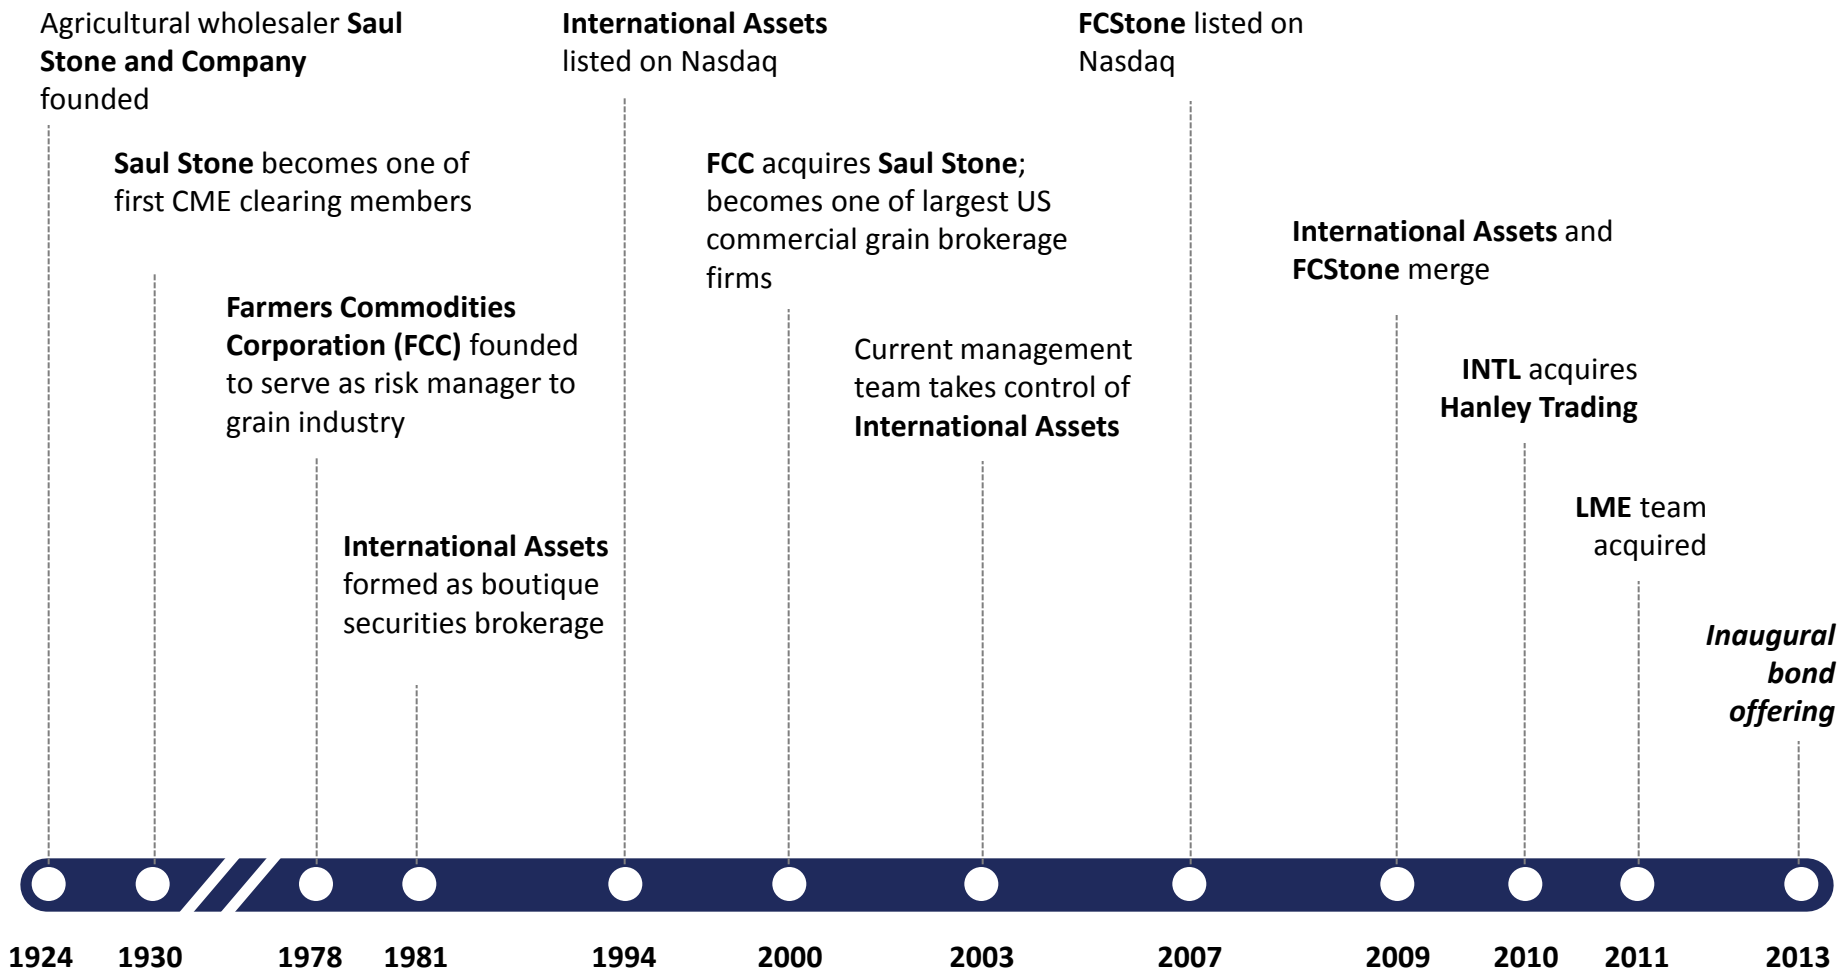 Agricultural wholesaler Saul
Stone and Company
founded
International Assets
listed on Nasdaq
FCStone listed on
Nasdaq
Saul Stone becomes one of
first CME clearing members
FCC acquires Saul Stone;
becomes one of largest US
commercial grain brokerage
firms
International Assets and
FCStone merge
Farmers Commodities
Corporation (FCC) founded
to serve as risk manager to
grain industry
Current management
team takes control of
International Assets
INTL acquires
Hanley Trading
International Assets
formed as boutique
securities brokerage
LME team
acquired
Inaugural
bond
offering
1924 1930 1978 1981 1994 2000 2003 2007 2009 2010 2011 2013